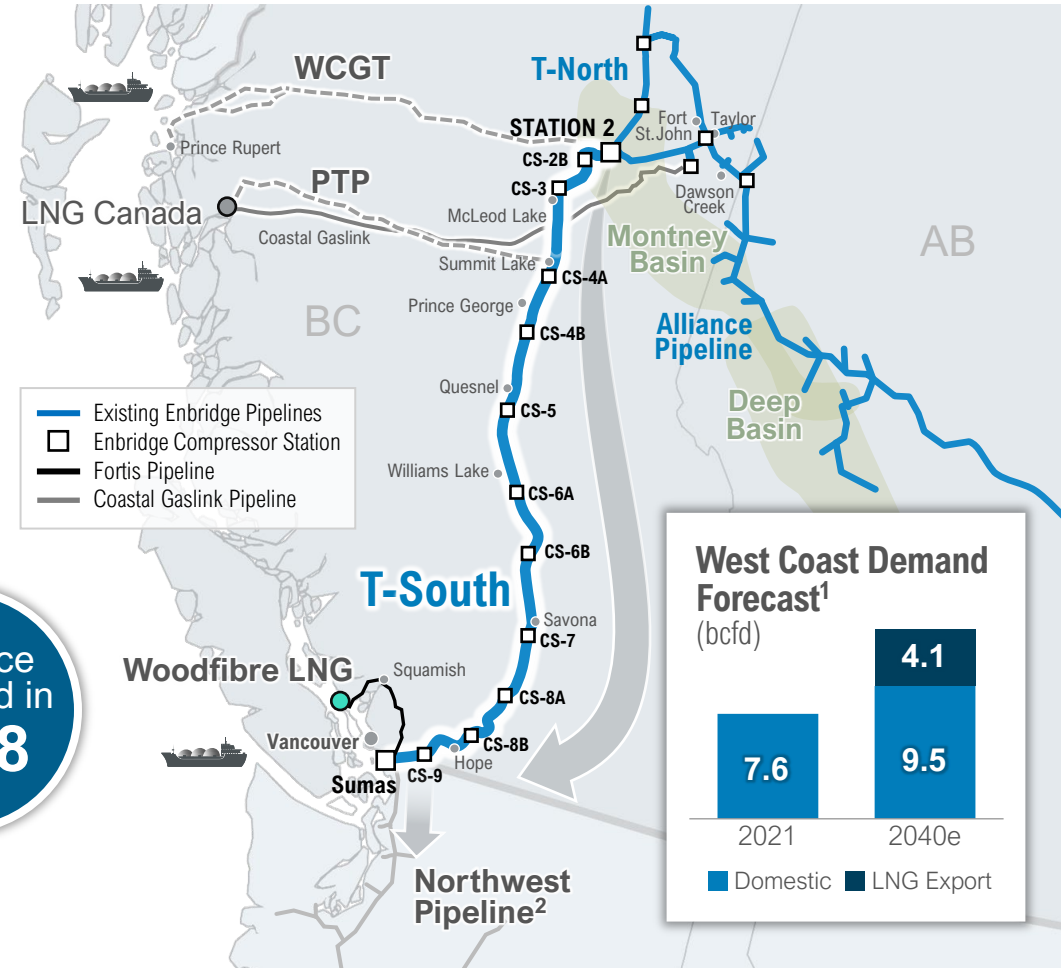 WCGT
T-North
Prince Rupert
STATION 2
Fort
St.John
Taylor
CS-2B
PTP
CS-3
LNG Canada
McLeod Lake
Dawson
Creek
Coastal Gaslink
Montney
Basin
AB
Summit Lake
CS-4A
BC
Prince George
CS-4B
Alliance
Pipeline
Quesnel
CS-5
Deep
Basin
Existing Enbridge Pipelines
Enbridge Compressor Station
Fortis Pipeline
Coastal Gaslink Pipeline
Williams Lake
CS-6A
CS-6B
T-South
Savona
CS-7
Woodfibre LNG
Squamish
CS-8A
Vancouver
CS-8B
Hope
Sumas
CS-9
Northwest
Pipeline2
d in
8
West Coast Demand
Forecast1
(bcfd)
4.1
7.6
9.5
2021
2040e
Domestic
LNG Export